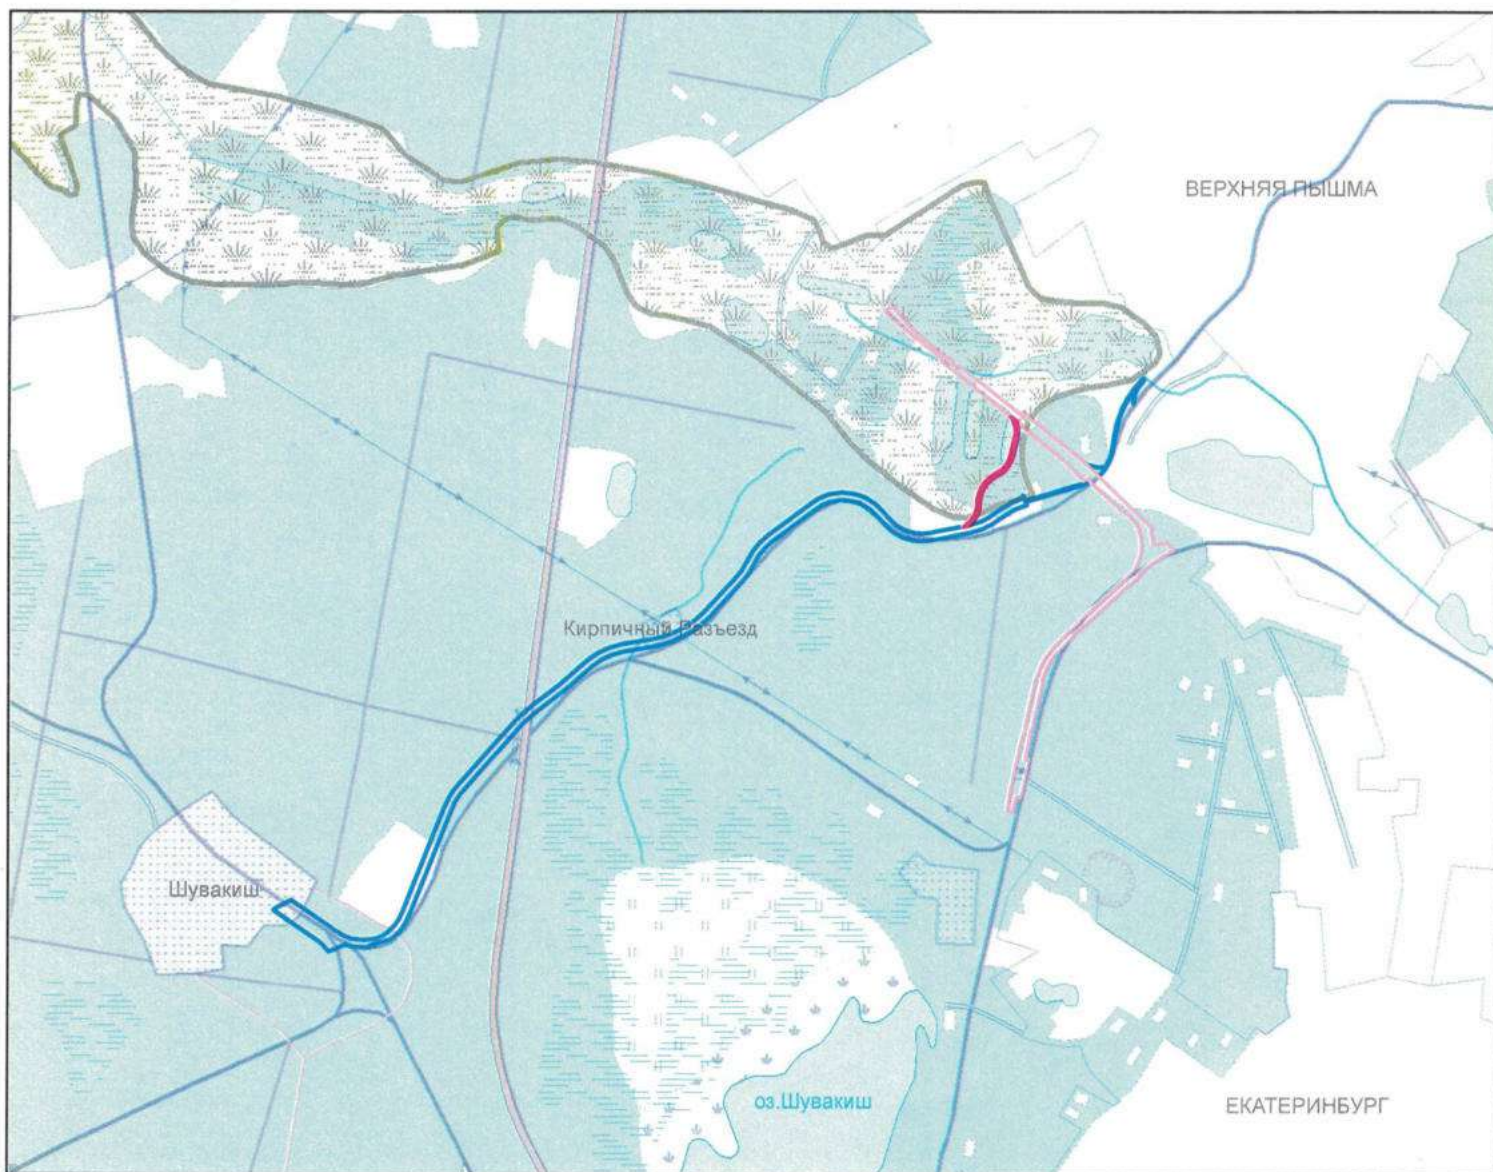 ВЕРХНЯЯ ПЫШМА
Кирпичный Разъезд
Шувакиш
оз.Шувакиш
ЕКАТЕРИНБУРГ